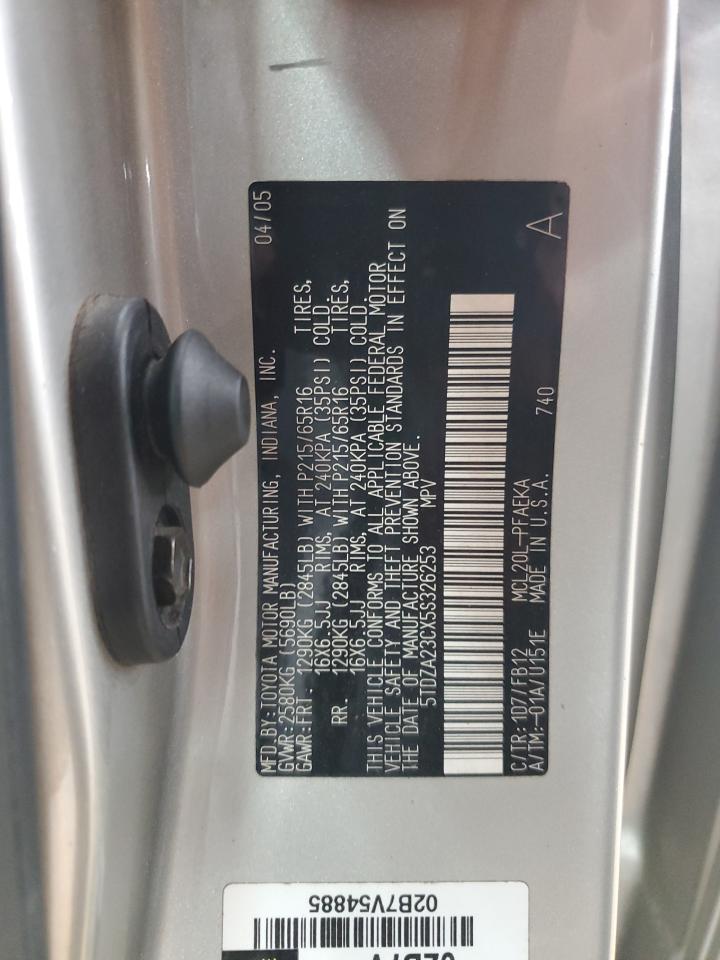 MFD.BY:TOYOTA MOTOR MANUFACTURING, INDIANA, INC. 04/05
GVWR:2580KG (5690LB)
GAWR:FRT. 1290KG (2845LB) WITH P215/65R16 TIRES,
16X6.5JJ RIMS, AT 240KPA (35PSI) COLD.
RR. 1290KG (2845LB) WITH P215/65R16 TIRES,
16X6.5JJ RIMS, AT 240KPA (35PSI) COLD.
THIS VEHICLE CONFORMS TO ALL APPLICABLE FEDERAL MOTOR
VEHICLE SAFETY AND THEFT PREVENTION STANDARDS IN EFFECT ON
THE DATE OF MANUFACTURE SHOWN ABOVE.
5TDZA23CX5S326253 MPV
C/TR:1D7/FB12 MCL20L-PFAEKA 740 A
A/TM:-01A/U151E MADE IN U.S.A.
02B7V54885